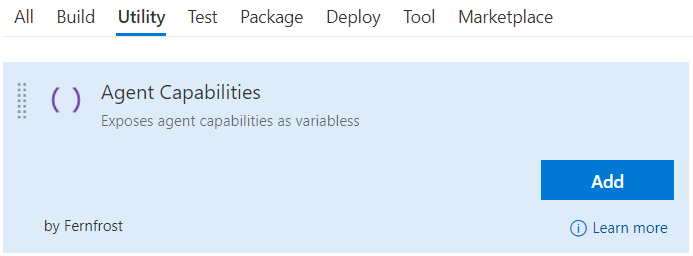 All Build Utility Test Package Deploy Tool Marketplace
Agent Capabilities
Exposes agent capabilities as variabless
Add
by Fernfrost
Learn more